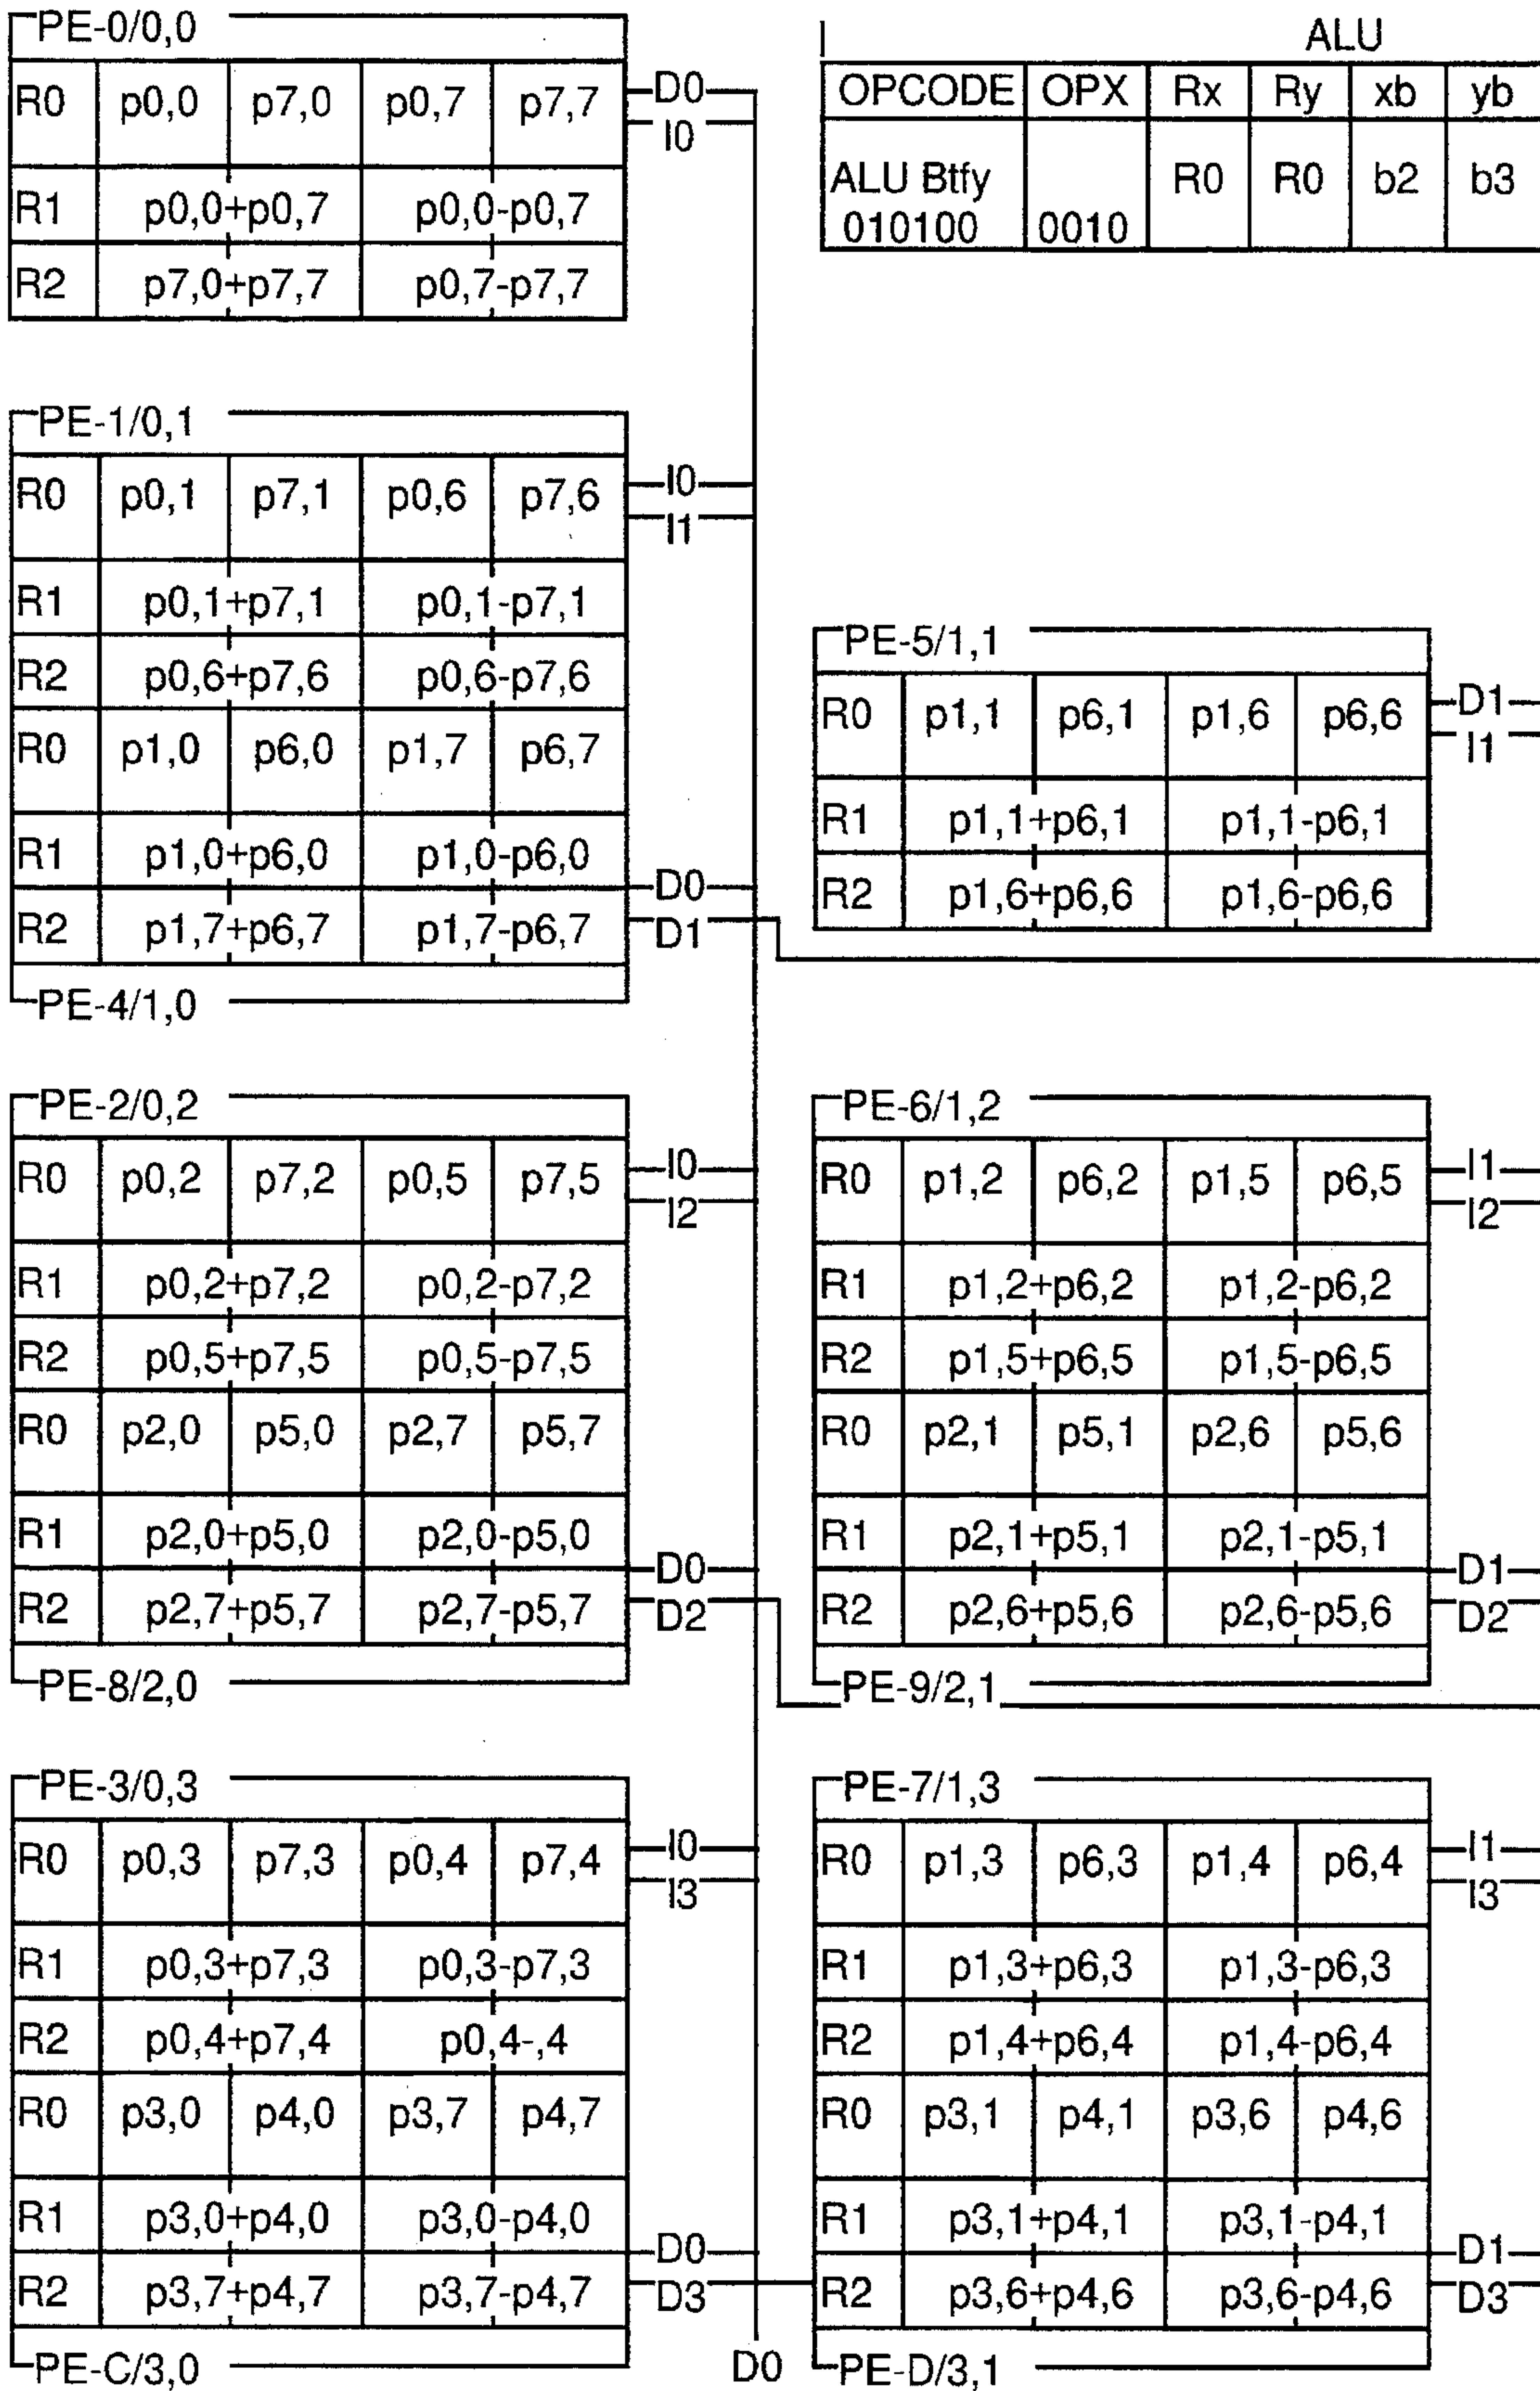 PE-0/0,0
R0 p0,0 p7,0 p0,7 p7,7
D0
I0
R1 p0,0+p0,7 p0,0-p0,7
R2 p7,0+p7,7 p0,7-p7,7
ALU
OPCODE OPX Rx Ry xb yb
ALU Btfy R0 R0 b2 b3
010100 0010
PE-1/0,1
R0 p0,1 p7,1 p0,6 p7,6
I0
I1
R1 p0,1+p7,1 p0,1-p7,1
R2 p0,6+p7,6 p0,6-p7,6
R0 p1,0 p6,0 p1,7 p6,7
R1 p1,0+p6,0 p1,0-p6,0
D0
R2 p1,7+p6,7 p1,7-p6,7
D1
PE-4/1,0
PE-5/1,1
R0 p1,1 p6,1 p1,6 p6,6
D1
I1
R1 p1,1+p6,1 p1,1-p6,1
R2 p1,6+p6,6 p1,6-p6,6
PE-2/0,2
R0 p0,2 p7,2 p0,5 p7,5
I0
I2
R1 p0,2+p7,2 p0,2-p7,2
R2 p0,5+p7,5 p0,5-p7,5
R0 p2,0 p5,0 p2,7 p5,7
R1 p2,0+p5,0 p2,0-p5,0
D0
R2 p2,7+p5,7 p2,7-p5,7
D2
PE-8/2,0
PE-6/1,2
R0 p1,2 p6,2 p1,5 p6,5
I1
I2
R1 p1,2+p6,2 p1,2-p6,2
R2 p1,5+p6,5 p1,5-p6,5
R0 p2,1 p5,1 p2,6 p5,6
R1 p2,1+p5,1 p2,1-p5,1
D1
R2 p2,6+p5,6 p2,6-p5,6
D2
PE-9/2,1
PE-3/0,3
R0 p0,3 p7,3 p0,4 p7,4
I0
I3
R1 p0,3+p7,3 p0,3-p7,3
R2 p0,4+p7,4 p0,4-,4
R0 p3,0 p4,0 p3,7 p4,7
R1 p3,0+p4,0 p3,0-p4,0
D0
R2 p3,7+p4,7 p3,7-p4,7
D3
PE-C/3,0
D0
PE-7/1,3
R0 p1,3 p6,3 p1,4 p6,4
I1
I3
R1 p1,3+p6,3 p1,3-p6,3
R2 p1,4+p6,4 p1,4-p6,4
R0 p3,1 p4,1 p3,6 p4,6
R1 p3,1+p4,1 p3,1-p4,1
D1
R2 p3,6+p4,6 p3,6-p4,6
D3
PE-D/3,1